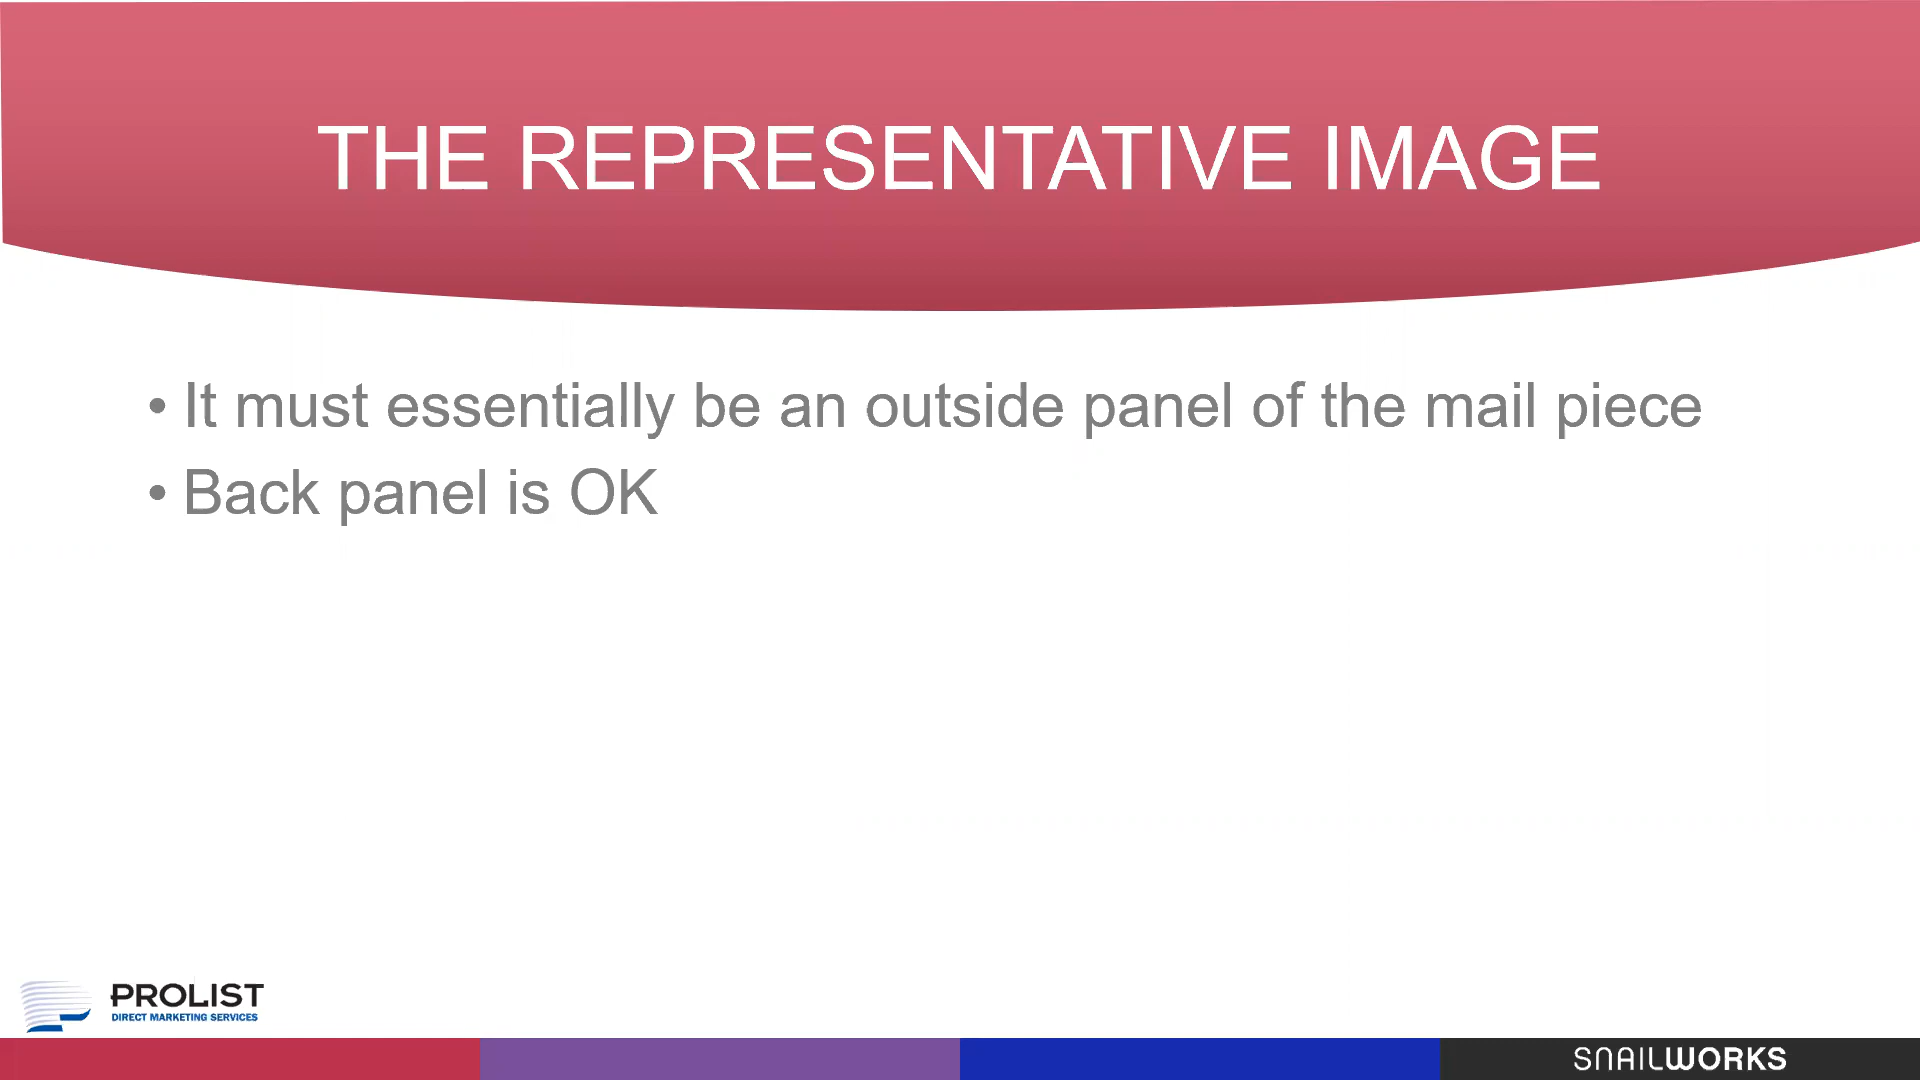 THE REPRESENTATIVE IMAGE
• It must essentially be an outside panel of the mail piece
• Back panel is OK
PROLIST
DIRECT MARKETING SERVICES
SNAILWORKS